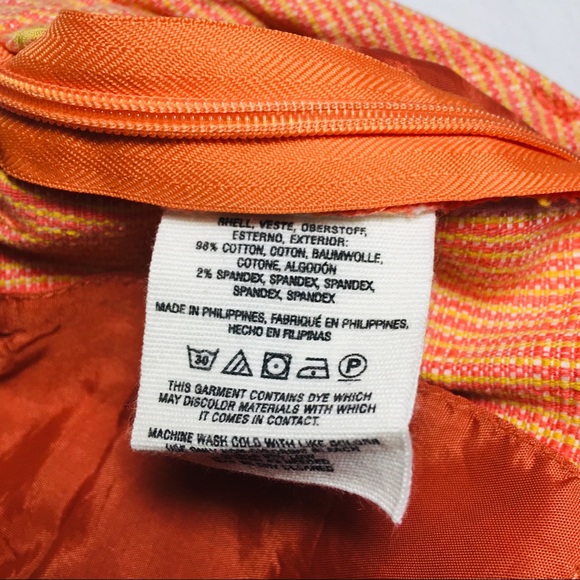 SHELL, VESTE, OBERSTOFF,
ESTERNO, EXTERIOR:
98% COTTON, COTON, BAUMWOLLE,
COTONE, ALGODÓN
2% SPANDEX, SPANDEX, SPANDEX,
SPANDEX, SPANDEX
MADE IN PHILIPPINES, FABRIQUÉ EN PHILIPPINES,
HECHO EN FILIPINAS
30
P
THIS GARMENT CONTAINS DYE WHICH
MAY DISCOLOR MATERIALS WITH WHICH
IT COMES IN CONTACT.
MACHINE WASH COLD WITH LIKE COLORS
USE ONLY